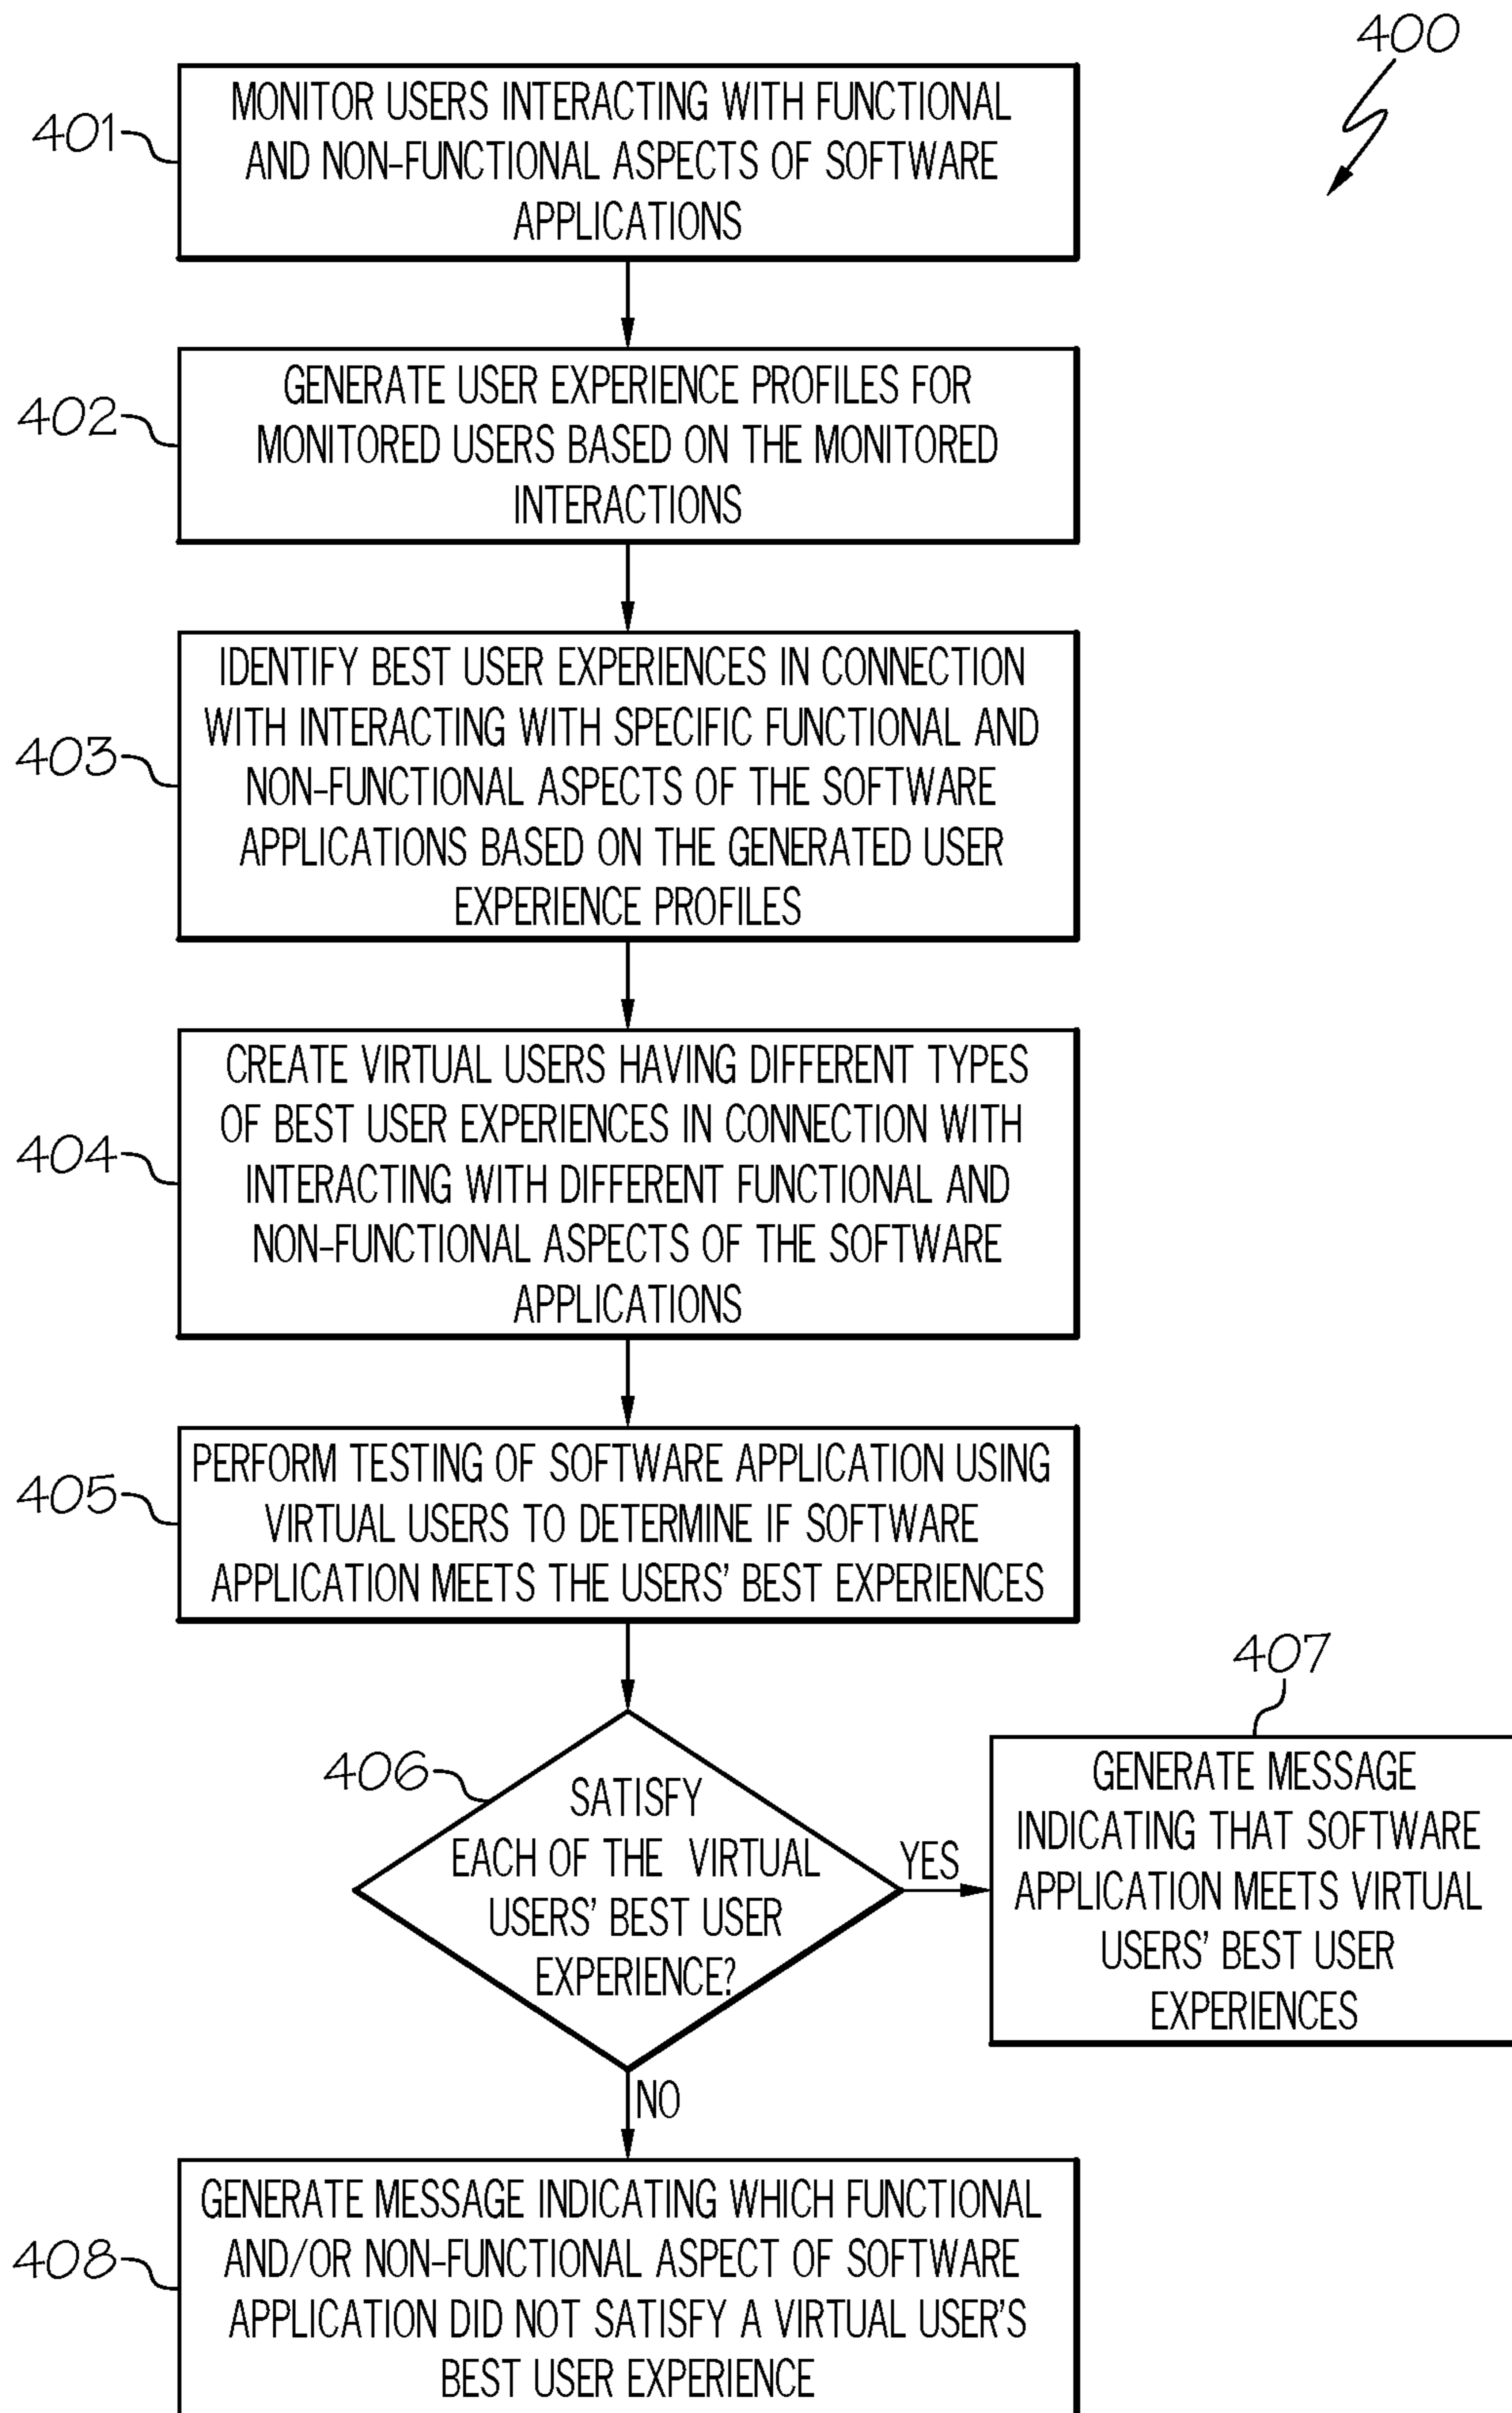 400
401
MONITOR USERS INTERACTING WITH FUNCTIONAL
AND NON-FUNCTIONAL ASPECTS OF SOFTWARE
APPLICATIONS
402
GENERATE USER EXPERIENCE PROFILES FOR
MONITORED USERS BASED ON THE MONITORED
INTERACTIONS
403
IDENTIFY BEST USER EXPERIENCES IN CONNECTION
WITH INTERACTING WITH SPECIFIC FUNCTIONAL AND
NON-FUNCTIONAL ASPECTS OF THE SOFTWARE
APPLICATIONS BASED ON THE GENERATED USER
EXPERIENCE PROFILES
404
CREATE VIRTUAL USERS HAVING DIFFERENT TYPES
OF BEST USER EXPERIENCES IN CONNECTION WITH
INTERACTING WITH DIFFERENT FUNCTIONAL AND
NON-FUNCTIONAL ASPECTS OF THE SOFTWARE
APPLICATIONS
405
PERFORM TESTING OF SOFTWARE APPLICATION USING
VIRTUAL USERS TO DETERMINE IF SOFTWARE
APPLICATION MEETS THE USERS' BEST EXPERIENCES
406
SATISFY
EACH OF THE VIRTUAL
USERS' BEST USER
EXPERIENCE?
YES
407
GENERATE MESSAGE
INDICATING THAT SOFTWARE
APPLICATION MEETS VIRTUAL
USERS' BEST USER
EXPERIENCES
NO
408
GENERATE MESSAGE INDICATING WHICH FUNCTIONAL
AND/OR NON-FUNCTIONAL ASPECT OF SOFTWARE
APPLICATION DID NOT SATISFY A VIRTUAL USER'S
BEST USER EXPERIENCE